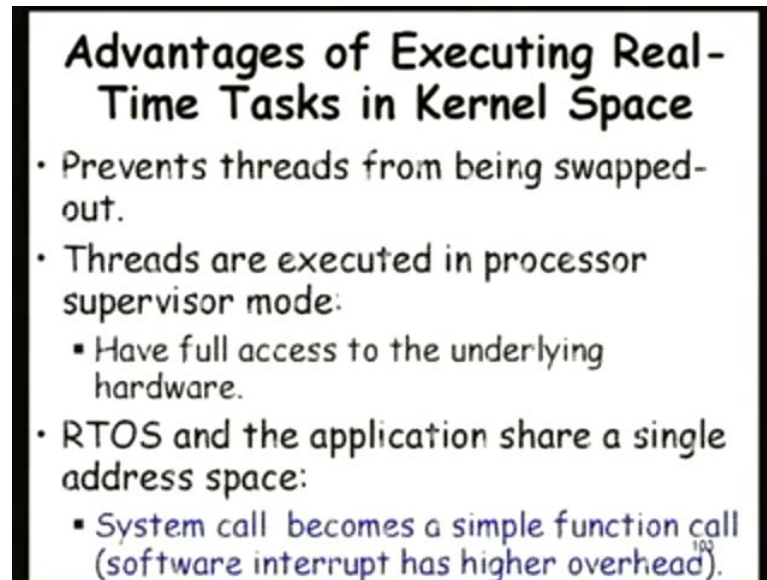 Advantages of Executing Real-
Time Tasks in Kernel Space
• Prevents threads from being swapped-
out.
• Threads are executed in processor
supervisor mode:
▪ Have full access to the underlying
hardware.
• RTOS and the application share a single
address space:
▪ System call becomes a simple function call
103
(software interrupt has higher overhead).